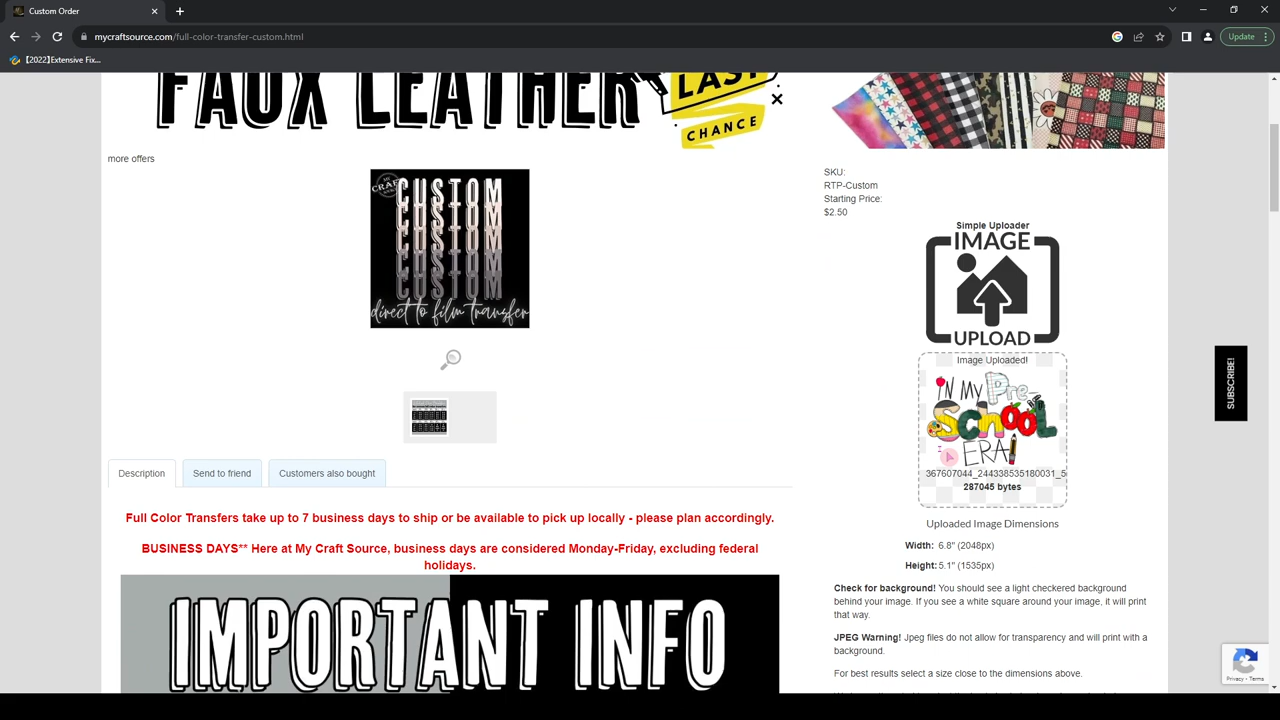 Custom Order
mycraftsource.com/full-color-transfer-custom.html
Update
【2022】Extensive Fix...
FAUX LEATHER
LAST
CHANCE
more offers
MY
CRAFT
CUSTOM
CUSTOM
CUSTOM
CUSTOM
CUSTOM
direct to film transfer
SKU:
RTP-Custom
Starting Price:
$2.50
Simple Uploader
IMAGE
UPLOAD
Image Uploaded!
IN MY Pre-
School
ERA
367607044_244338535180031_5
287045 bytes
Uploaded Image Dimensions
Width: 6.8" (2048px)
Height: 5.1" (1535px)
Check for background! You should see a light checkered background
behind your image. If you see a white square around your image, it will print
that way.
JPEG Warning! Jpeg files do not allow for transparency and will print with a
background.
For best results select a size close to the dimensions above.
SUBSCRIBE!
Description
Send to friend
Customers also bought
Full Color Transfers take up to 7 business days to ship or be available to pick up locally - please plan accordingly.
BUSINESS DAYS** Here at My Craft Source, business days are considered Monday-Friday, excluding federal
holidays.
IMPORTANT INFO
Privacy - Terms